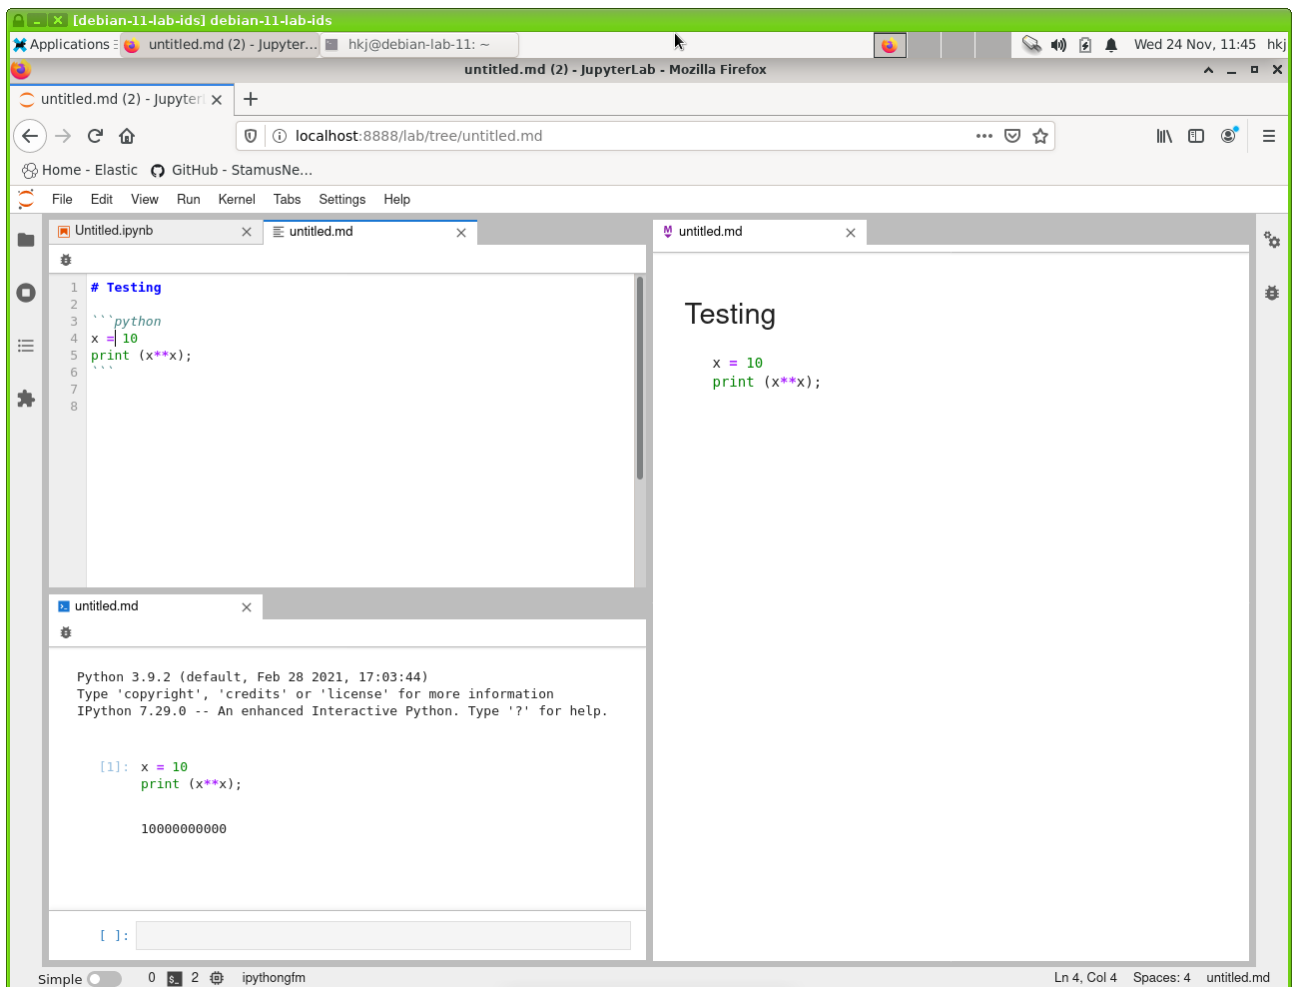 [debian-11-lab-ids] debian-11-lab-ids
Applications untitled.md (2) - Jupyter... hkj@debian-lab-11: ~ Wed 24 Nov, 11:45 hkj
untitled.md (2) - JupyterLab - Mozilla Firefox
untitled.md (2) - Jupyter
localhost:8888/lab/tree/untitled.md
Home - Elastic GitHub - StamusNe...
File Edit View Run Kernel Tabs Settings Help
Untitled.ipynb untitled.md
1 # Testing
2
3 ```python
4 x = 10
5 print (x**x);
6 ```
7
8
untitled.md
Python 3.9.2 (default, Feb 28 2021, 17:03:44)
Type 'copyright', 'credits' or 'license' for more information
IPython 7.29.0 -- An enhanced Interactive Python. Type '?' for help.
[1]: x = 10
print (x**x);
10000000000
[ ]:
untitled.md
Testing
x = 10
print (x**x);
Simple 0 $_ 2 ipythongfm Ln 4, Col 4 Spaces: 4 untitled.md